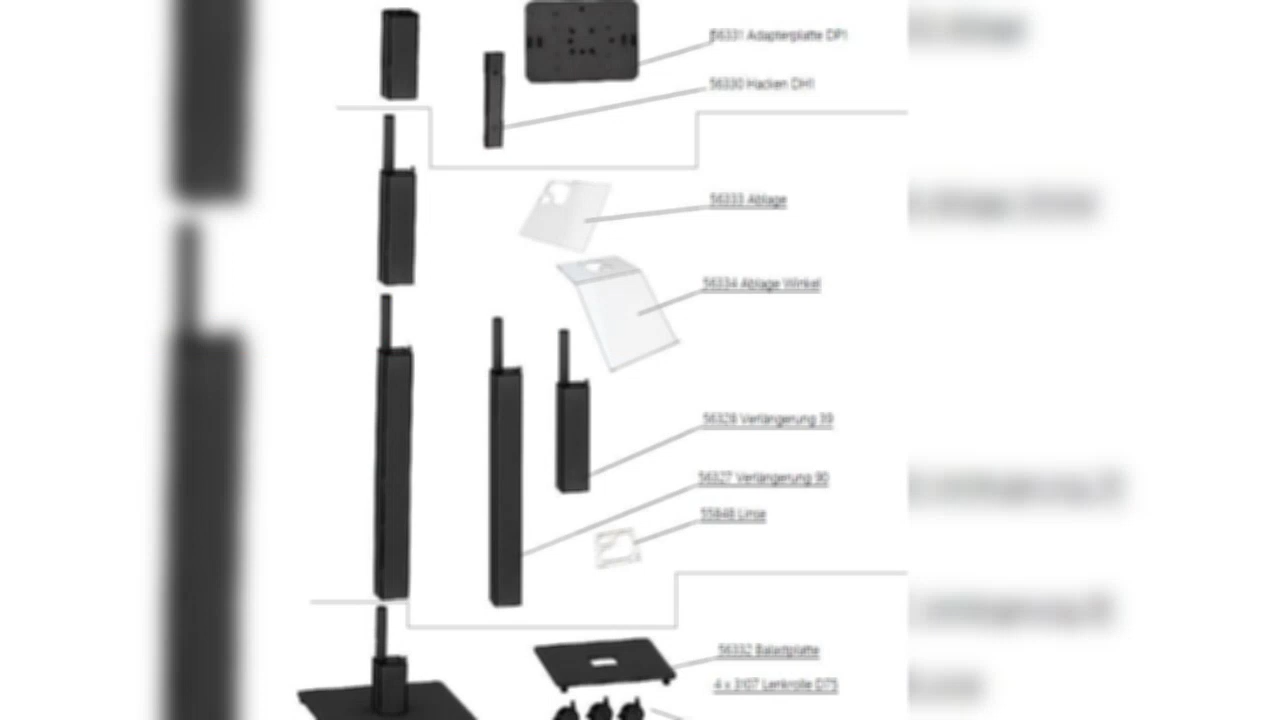 56331 Adapterplatte DP1
56330 Hacken DH1
56333 Ablage
56334 Ablage Winkel
56328 Verlängerung 39
56327 Verlängerung 90
55848 Linse
56332 Balastplatte
4 x 3107 Lenkrolle D75